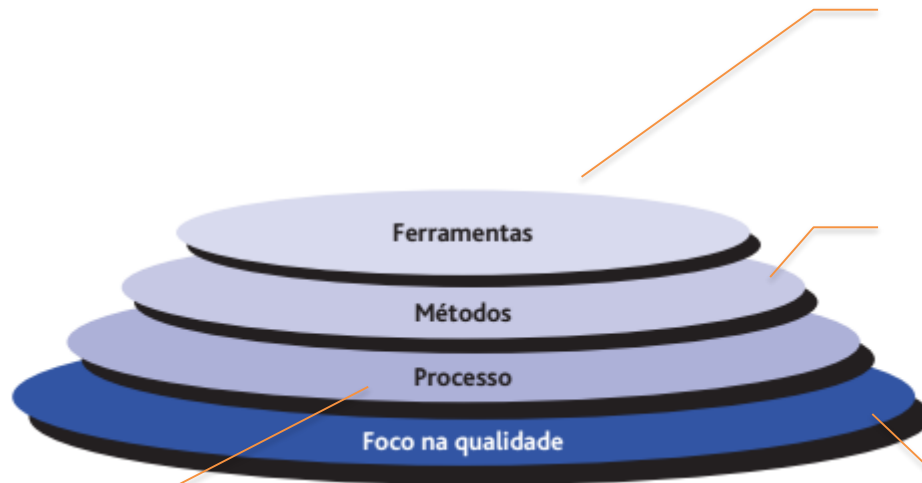 Ferramentas
Métodos
Processo
Foco na qualidade